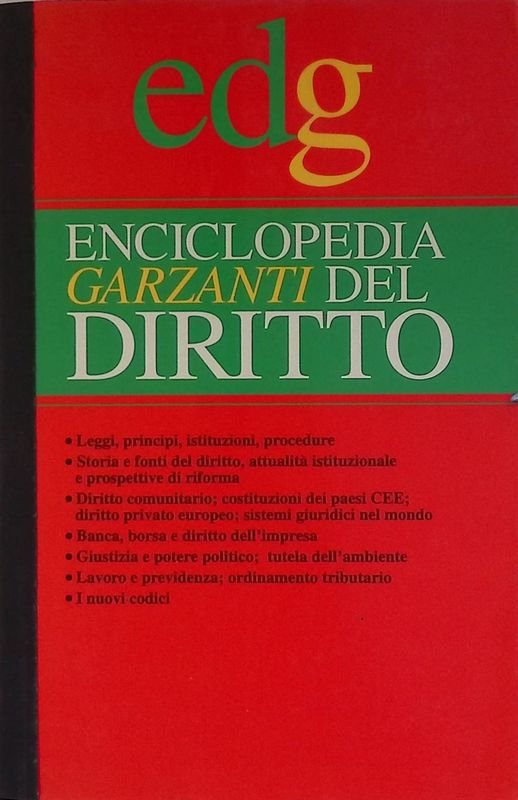 edg
ENCICLOPEDIA
GARZANTI DEL
DIRITTO
• Leggi, principi, istituzioni, procedure
• Storia e fonti del diritto, attualità istituzionale
e prospettive di riforma
• Diritto comunitario; costituzioni dei paesi CEE;
diritto privato europeo; sistemi giuridici nel mondo
• Banca, borsa e diritto dell'impresa
• Giustizia e potere politico; tutela dell'ambiente
• Lavoro e previdenza; ordinamento tributario
• I nuovi codici